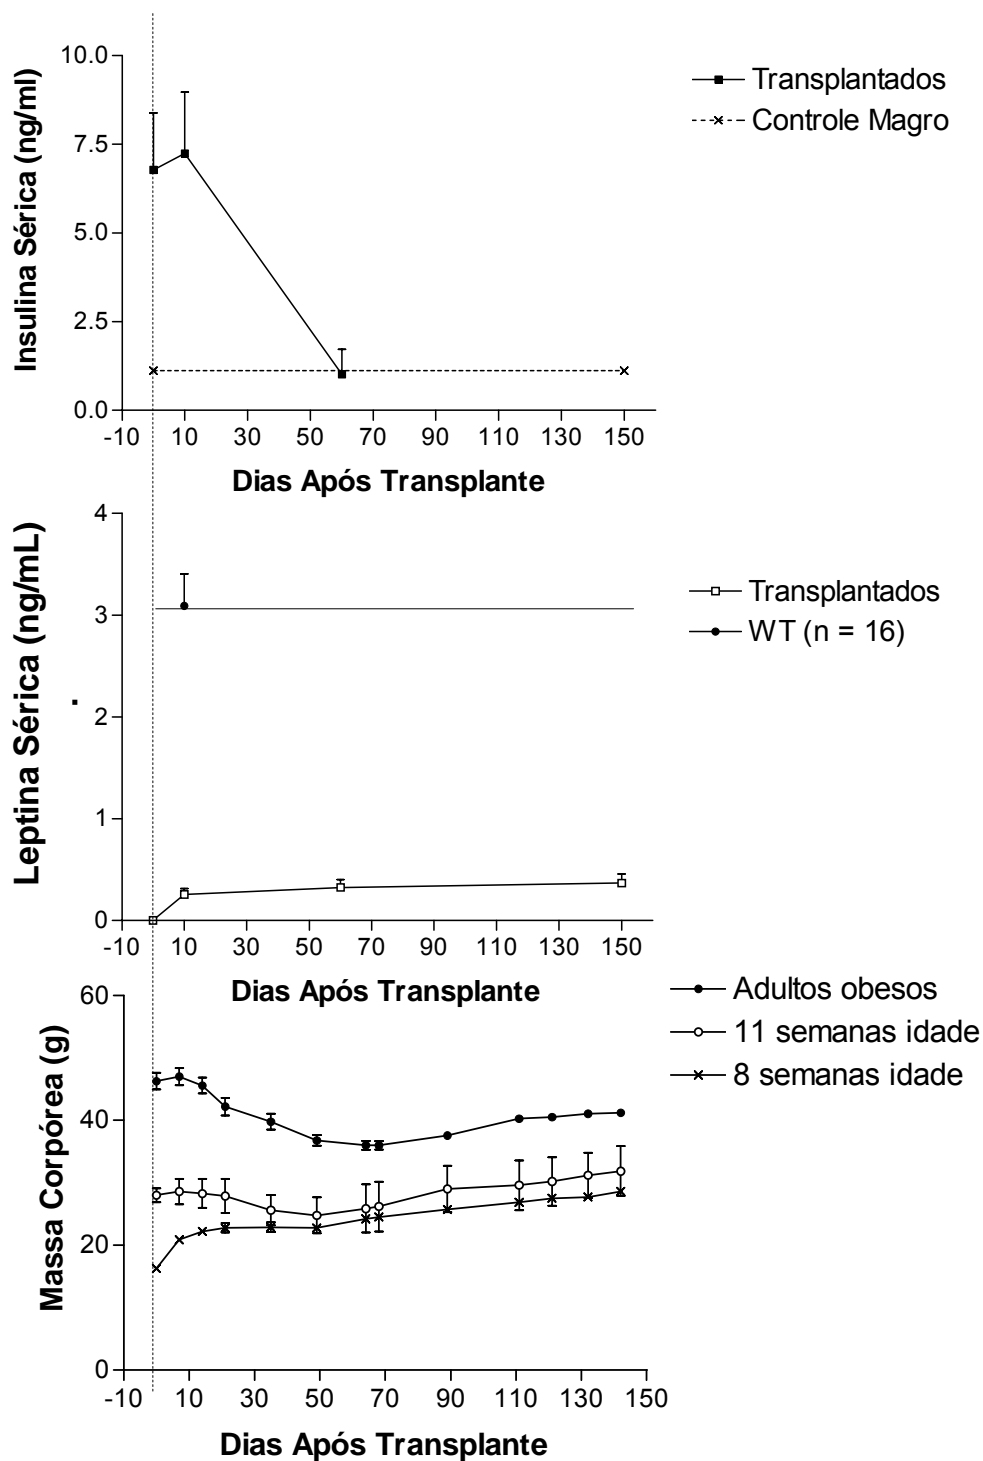 10.0
7.5
5.0
2.5
0.0
Insulina Sérica (ng/ml)
-10 10 30 50 70 90 110 130 150
Dias Após Transplante
Transplantados
Controle Magro
4
3
2
1
0
Leptina Sérica (ng/mL)
-10 10 30 50 70 90 110 130 150
Dias Após Transplante
Transplantados
WT (n = 16)
60
40
20
0
Massa Corpórea (g)
-10 10 30 50 70 90 110 130 150
Dias Após Transplante
Adultos obesos
11 semanas idade
8 semanas idade